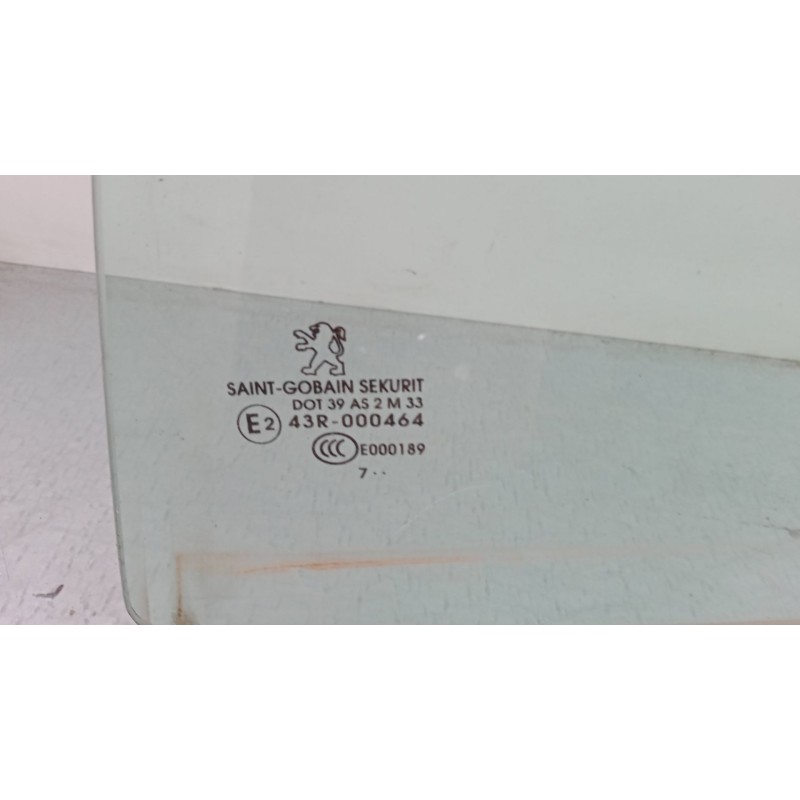 SAINT-GOBAIN SEKURIT
DOT 39 AS 2 M 33
E2 43R-000464
CCC E000189
7 ..